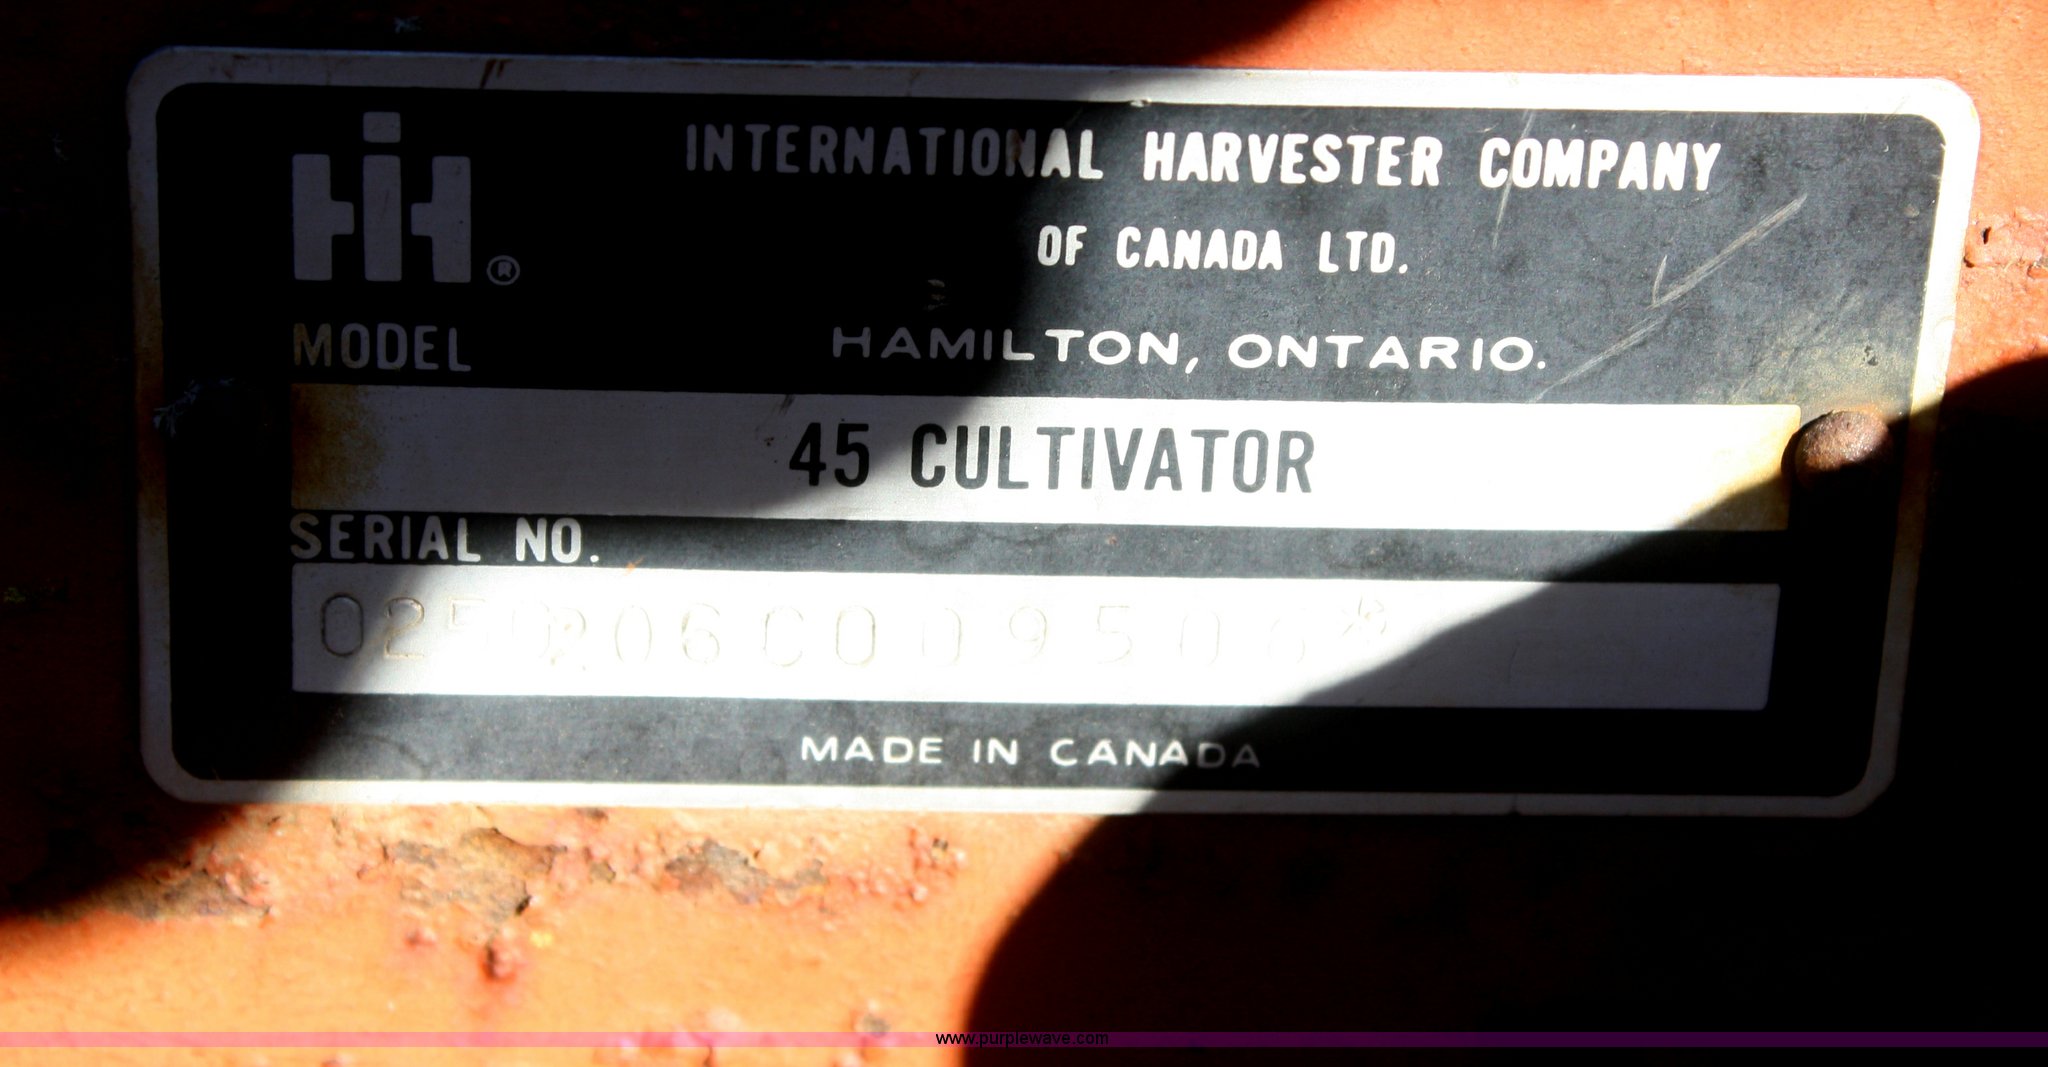 IH ®
INTERNATIONAL HARVESTER COMPANY
OF CANADA LTD.
MODEL
HAMILTON, ONTARIO.
45 CULTIVATOR
SERIAL NO.
MADE IN CANADA
www.purplewave.com